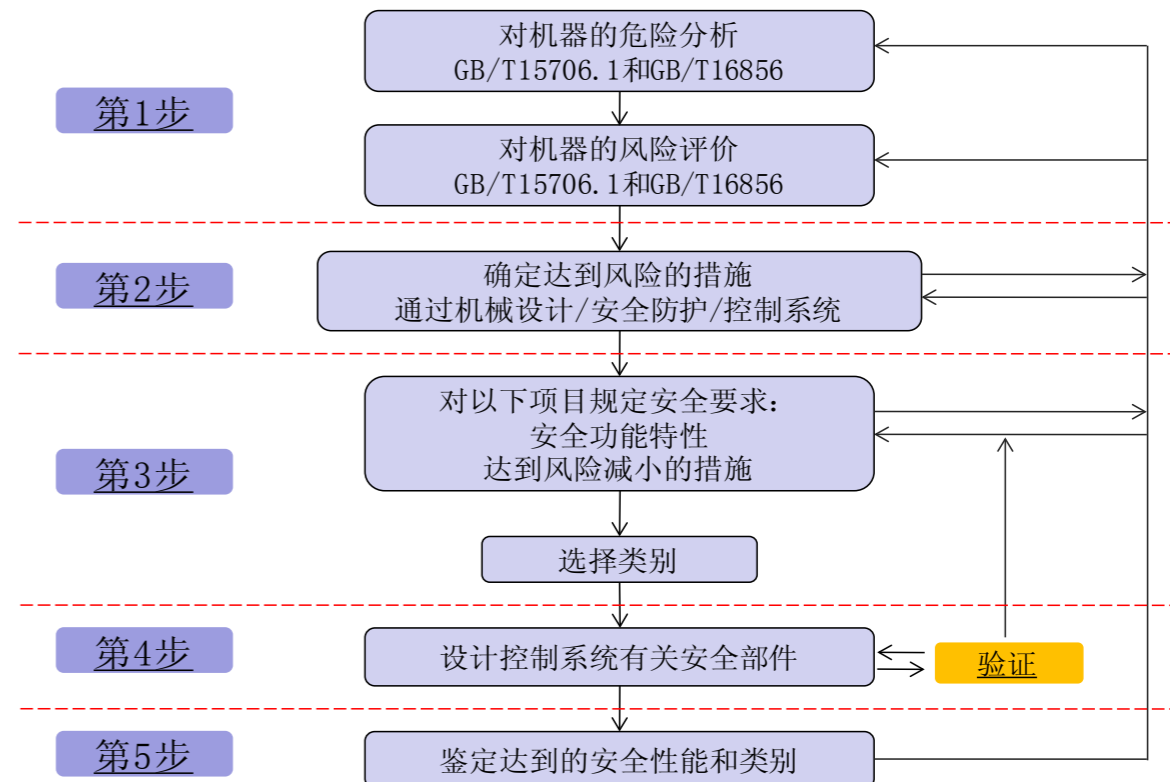 对机器的危险分析
GB/T15706.1和GB/T16856
第1步
对机器的风险评价
GB/T15706.1和GB/T16856
第2步
确定达到风险的措施
通过机械设计/安全防护/控制系统
对以下项目规定安全要求:
安全功能特性
达到风险减小的措施
第3步
选择类别
第4步
设计控制系统有关安全部件
验证
第5步
鉴定达到的安全性能和类别